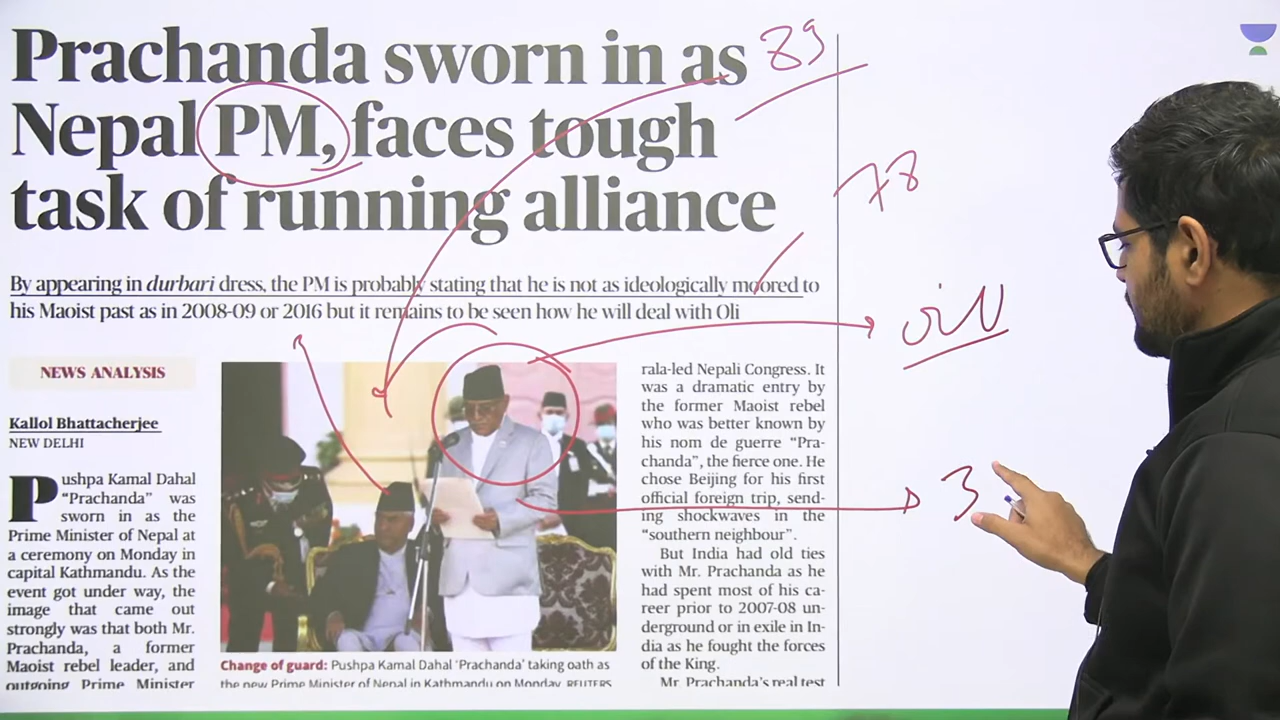 Prachanda sworn in as
Nepal PM, faces tough
task of running alliance
By appearing in durbari dress, the PM is probably stating that he is not as ideologically moored to
his Maoist past as in 2008-09 or 2016 but it remains to be seen how he will deal with Oli
NEWS ANALYSIS
Kallol Bhattacherjee
NEW DELHI
Pushpa Kamal Dahal
“Prachanda” was
sworn in as the
Prime Minister of Nepal at
a ceremony on Monday in
capital Kathmandu. As the
event got under way, the
image that came out
strongly was that both Mr.
Prachanda, a former
Maoist rebel leader, and
outgoing Prime Minister
Change of guard: Pushpa Kamal Dahal ‘Prachanda’ taking oath as
the new Prime Minister of Nepal in Kathmandu on Monday. REUTERS
rala-led Nepali Congress. It
was a dramatic entry by
the former Maoist rebel
who was better known by
his nom de guerre “Pra-
chanda”, the fierce one. He
chose Beijing for his first
official foreign trip, send-
ing shockwaves in the
“southern neighbour”.
But India had old ties
with Mr. Prachanda as he
had spent most of his ca-
reer prior to 2007-08 un-
derground or in exile in In-
dia as he fought the forces
of the King.
Mr. Prachanda’s real test
89
78
3